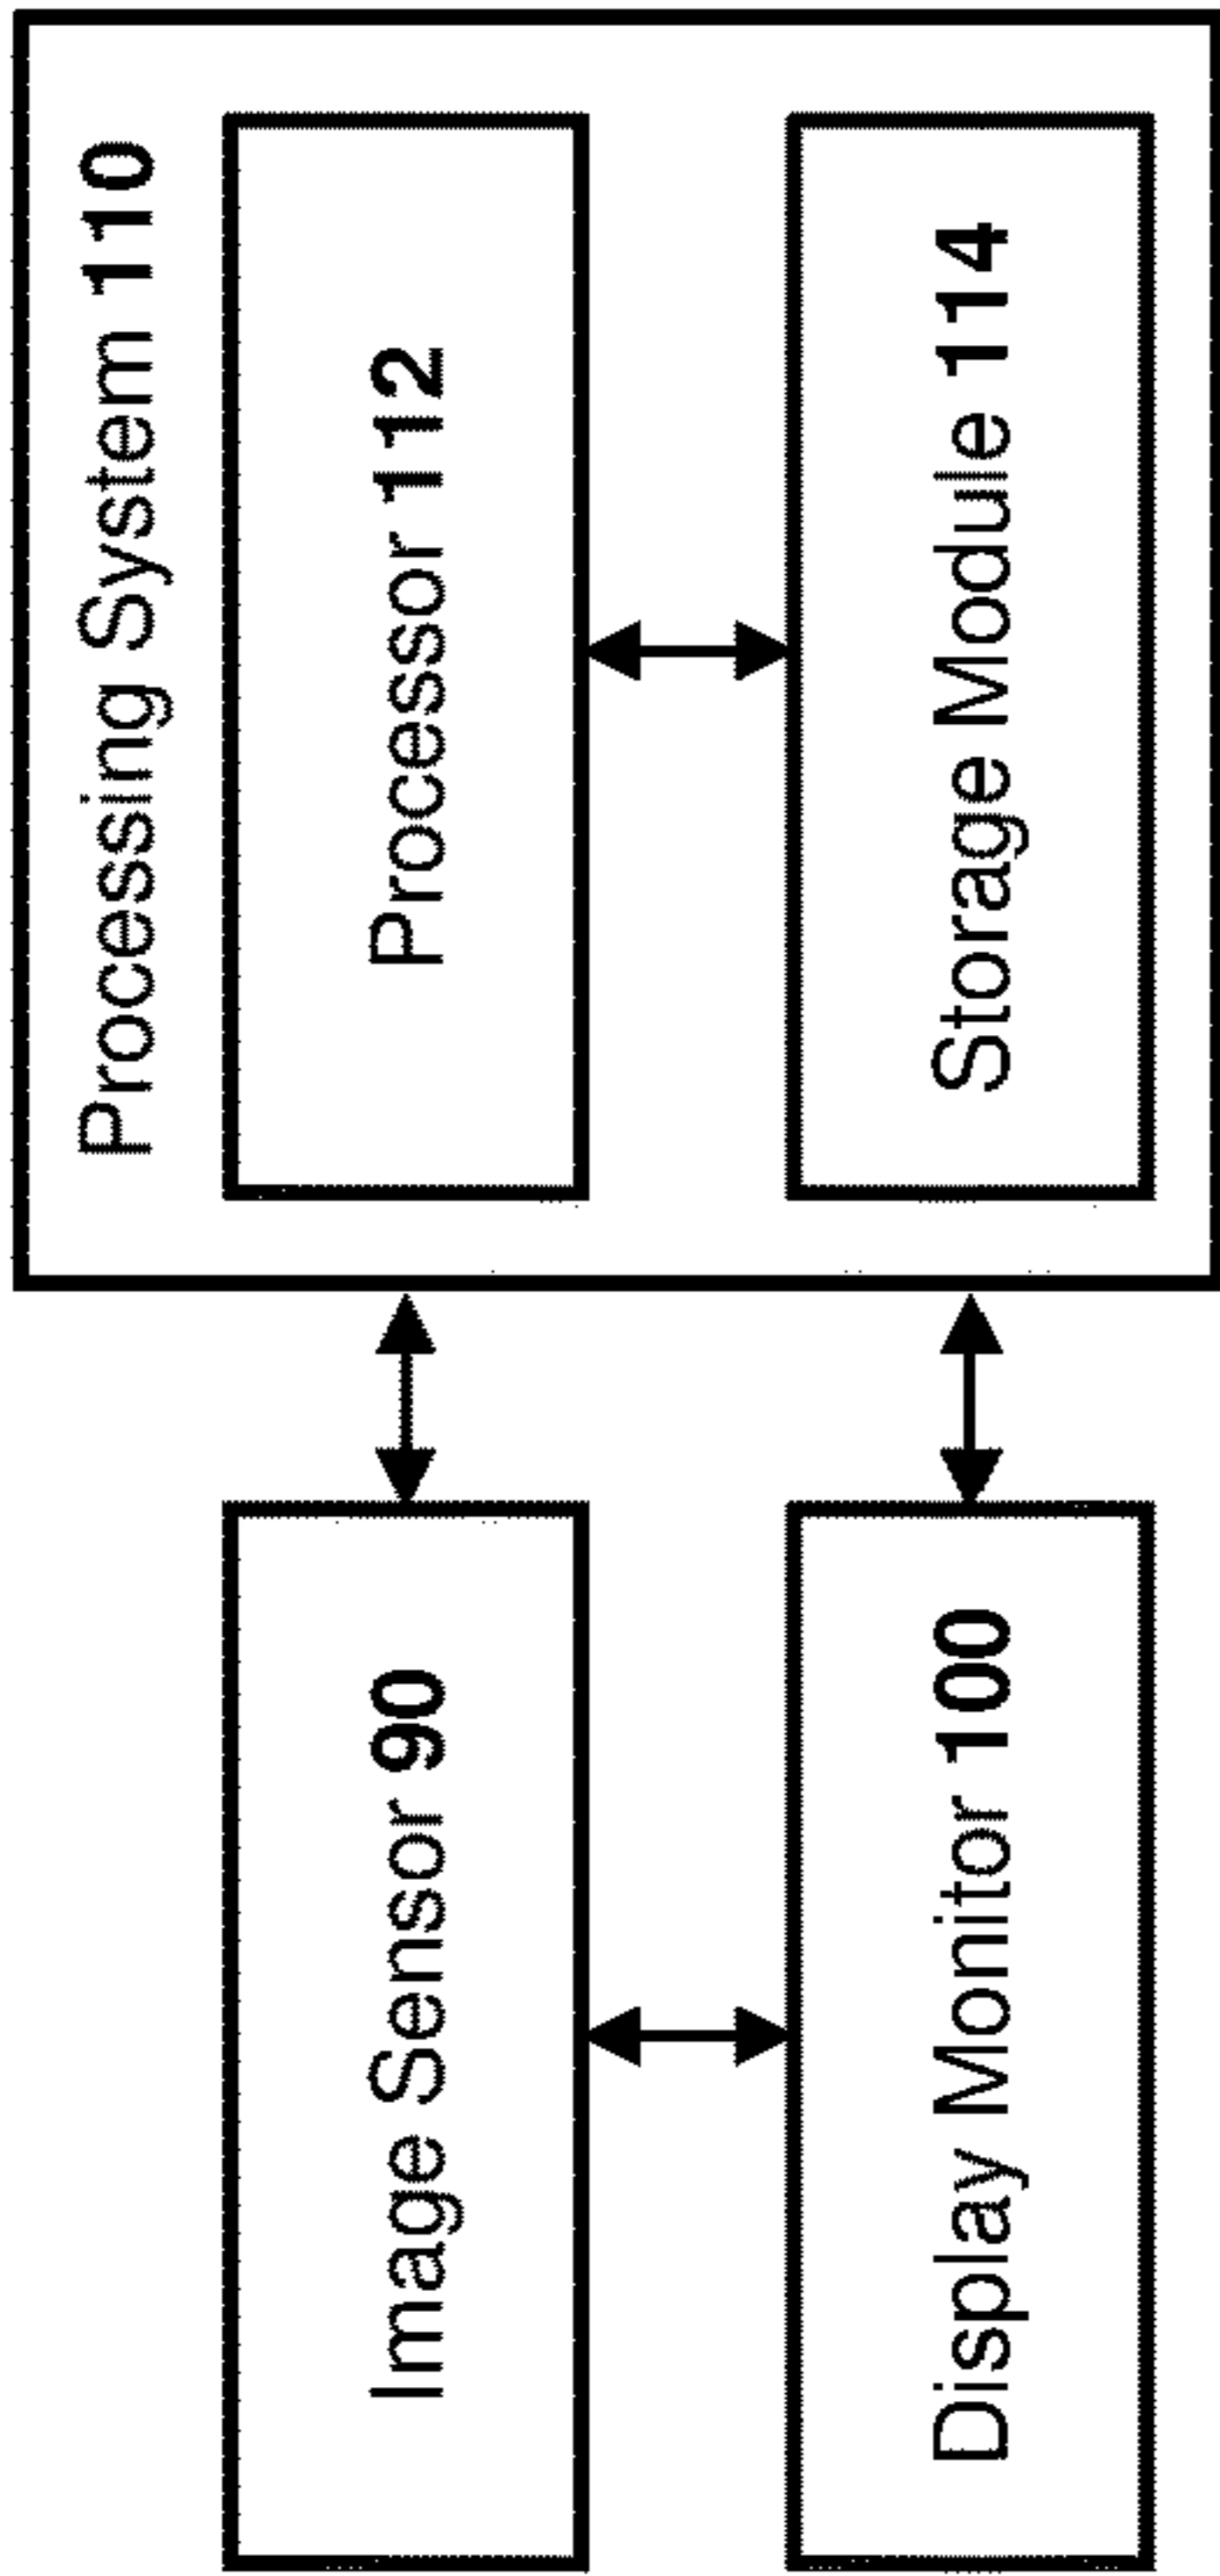 Processing System 110
Image Sensor 90
Processor 112
Display Monitor 100
Storage Module 114